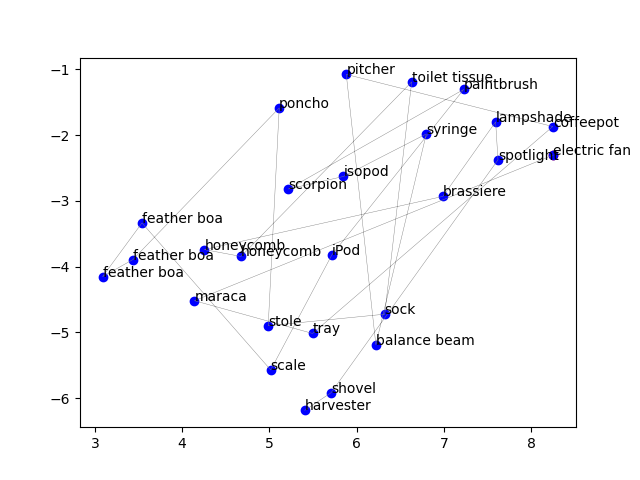 −1
−2
−3
−4
−5
−6
3
4
5
6
7
8
pitcher
toilet tissue
paintbrush
poncho
lampshade
coffeepot
syringe
spotlight
electric fan
isopod
scorpion
brassiere
feather boa
honeycomb
honeycomb
iPod
feather boa
feather boa
maraca
sock
stole
tray
balance beam
scale
shovel
harvester